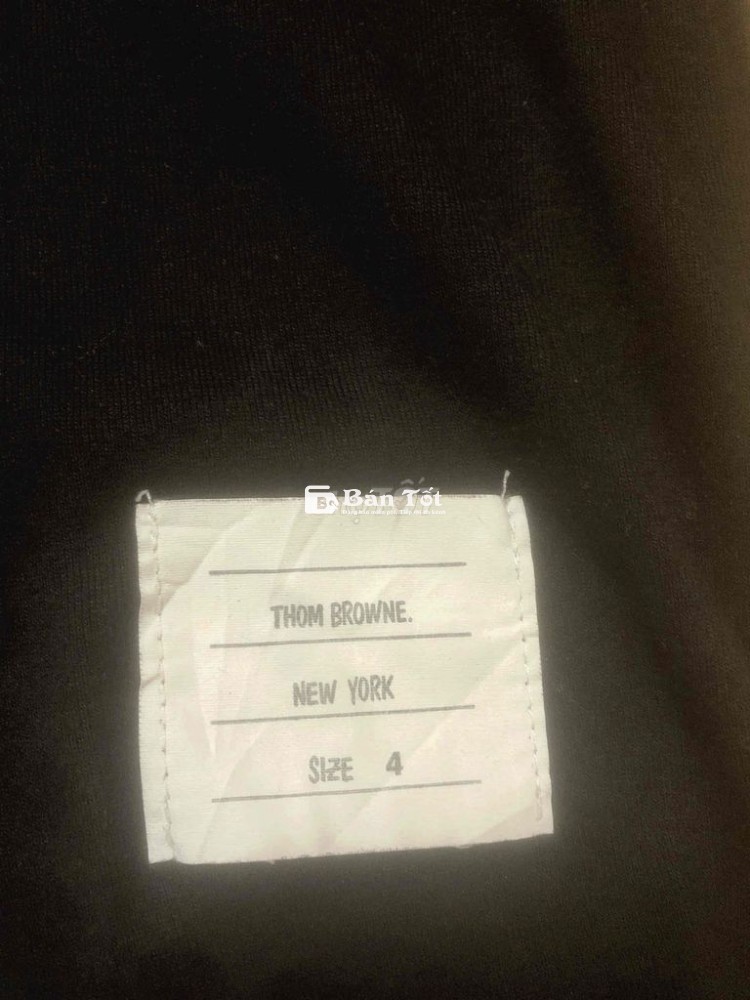 Bán Tốt
THOM BROWNE.
NEW YORK
SIZE 4